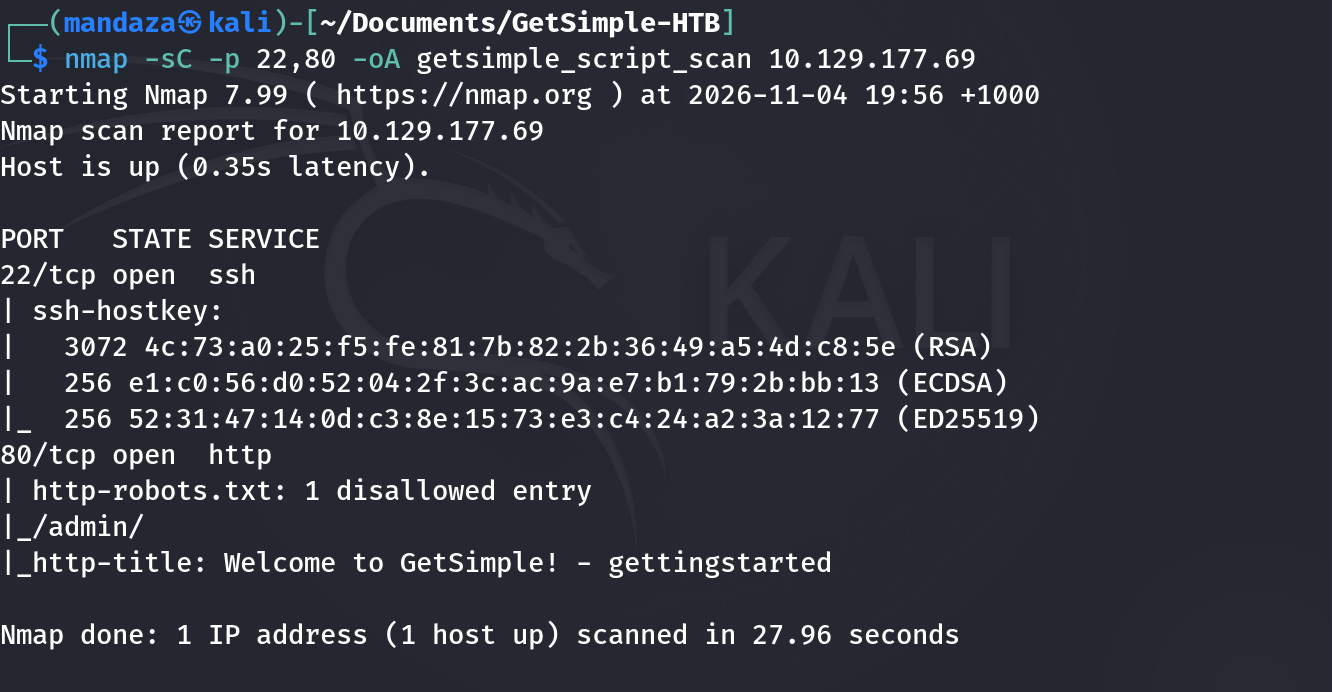 ┌──(mandaza㉿kali)-[~/Documents/GetSimple-HTB]
└─$ nmap -sC -p 22,80 -oA getsimple_script_scan 10.129.177.69
Starting Nmap 7.99 ( https://nmap.org ) at 2026-11-04 19:56 +1000
Nmap scan report for 10.129.177.69
Host is up (0.35s latency).

PORT   STATE SERVICE
22/tcp open  ssh
| ssh-hostkey:
|   3072 4c:73:a0:25:f5:fe:81:7b:82:2b:36:49:a5:4d:c8:5e (RSA)
|   256 e1:c0:56:d0:52:04:2f:3c:ac:9a:e7:b1:79:2b:bb:13 (ECDSA)
|_  256 52:31:47:14:0d:c3:8e:15:73:e3:c4:24:a2:3a:12:77 (ED25519)
80/tcp open  http
| http-robots.txt: 1 disallowed entry
|_/admin/
|_http-title: Welcome to GetSimple! - gettingstarted

Nmap done: 1 IP address (1 host up) scanned in 27.96 seconds
KALI